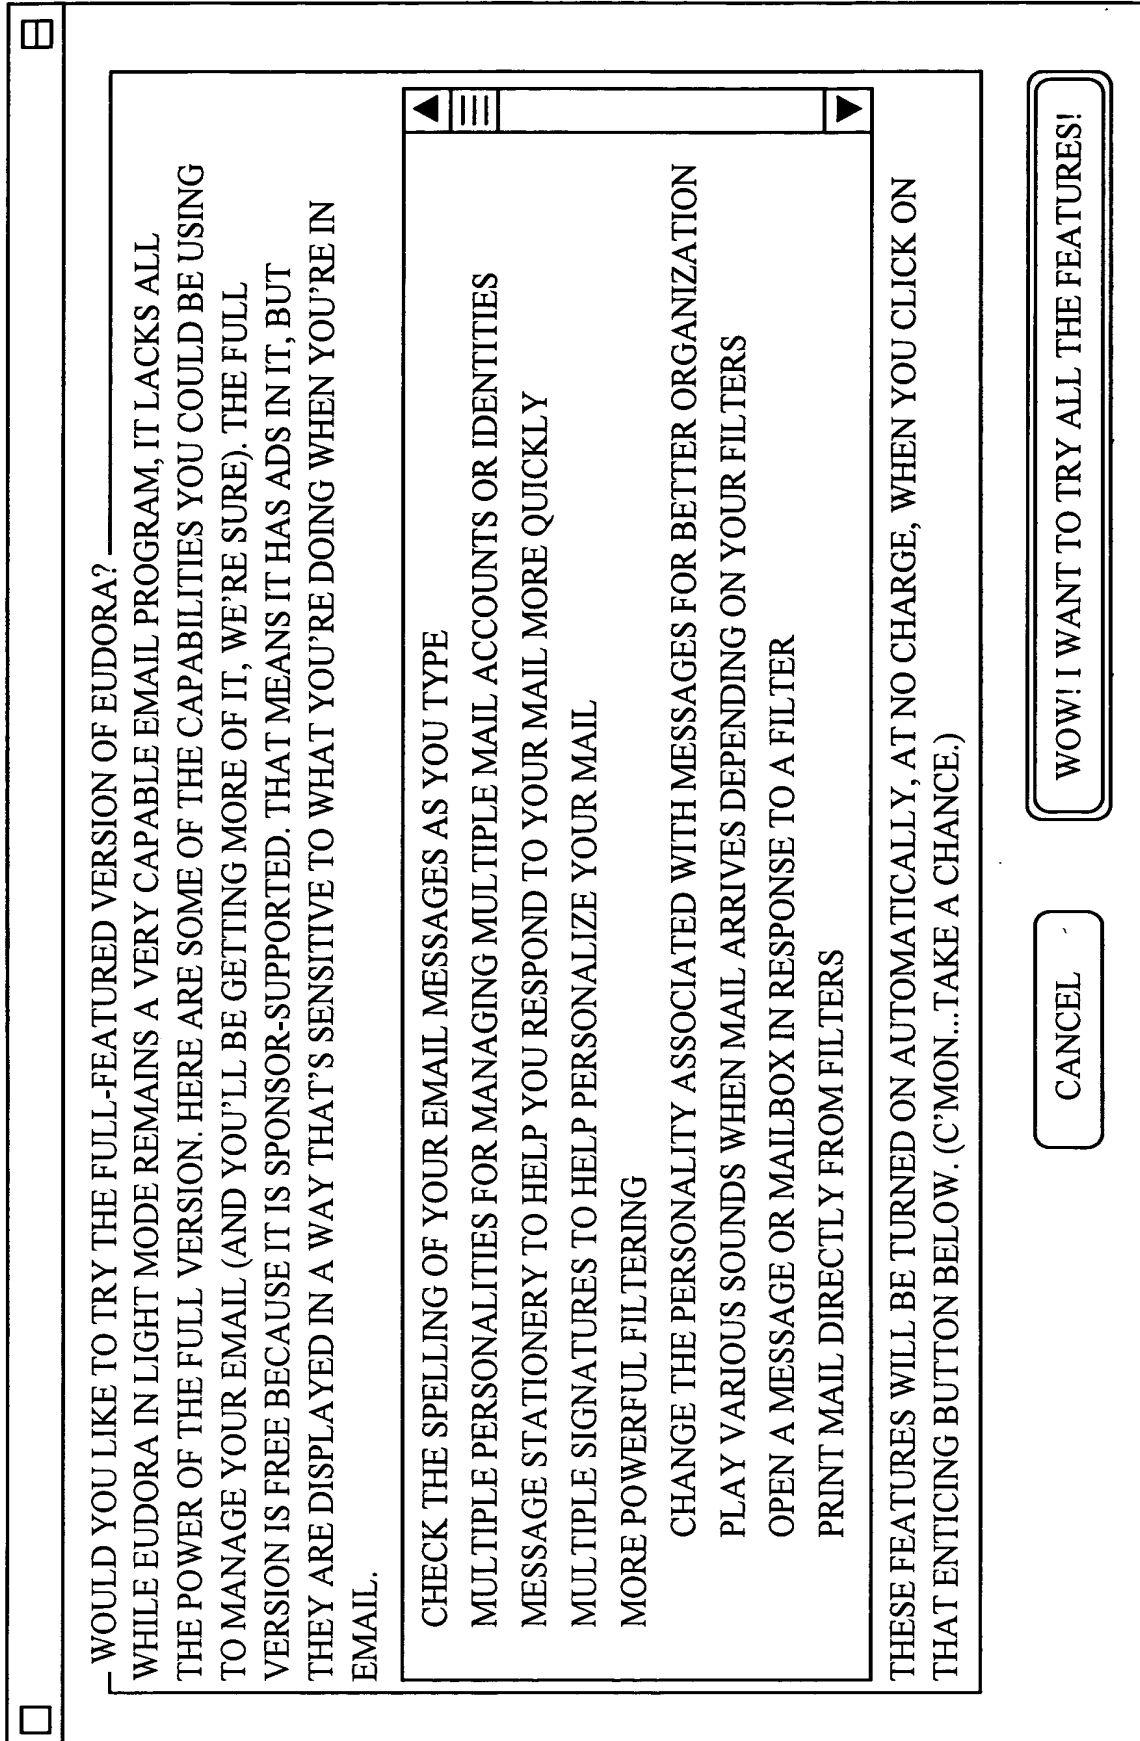 WOULD YOU LIKE TO TRY THE FULL-FEATURED VERSION OF EUDORA?
WHILE EUDORA IN LIGHT MODE REMAINS A VERY CAPABLE EMAIL PROGRAM, IT LACKS ALL
THE POWER OF THE FULL VERSION. HERE ARE SOME OF THE CAPABILITIES YOU COULD BE USING
TO MANAGE YOUR EMAIL (AND YOU'LL BE GETTING MORE OF IT, WE'RE SURE). THE FULL
VERSION IS FREE BECAUSE IT IS SPONSOR-SUPPORTED. THAT MEANS IT HAS ADS IN IT, BUT
THEY ARE DISPLAYED IN A WAY THAT'S SENSITIVE TO WHAT YOU'RE DOING WHEN YOU'RE IN
EMAIL.
CHECK THE SPELLING OF YOUR EMAIL MESSAGES AS YOU TYPE
MULTIPLE PERSONALITIES FOR MANAGING MULTIPLE MAIL ACCOUNTS OR IDENTITIES
MESSAGE STATIONERY TO HELP YOU RESPOND TO YOUR MAIL MORE QUICKLY
MULTIPLE SIGNATURES TO HELP PERSONALIZE YOUR MAIL
MORE POWERFUL FILTERING
CHANGE THE PERSONALITY ASSOCIATED WITH MESSAGES FOR BETTER ORGANIZATION
PLAY VARIOUS SOUNDS WHEN MAIL ARRIVES DEPENDING ON YOUR FILTERS
OPEN A MESSAGE OR MAILBOX IN RESPONSE TO A FILTER
PRINT MAIL DIRECTLY FROM FILTERS
THESE FEATURES WILL BE TURNED ON AUTOMATICALLY, AT NO CHARGE, WHEN YOU CLICK ON
THAT ENTICING BUTTON BELOW. (C'MON...TAKE A CHANCE.)
CANCEL
WOW! I WANT TO TRY ALL THE FEATURES!